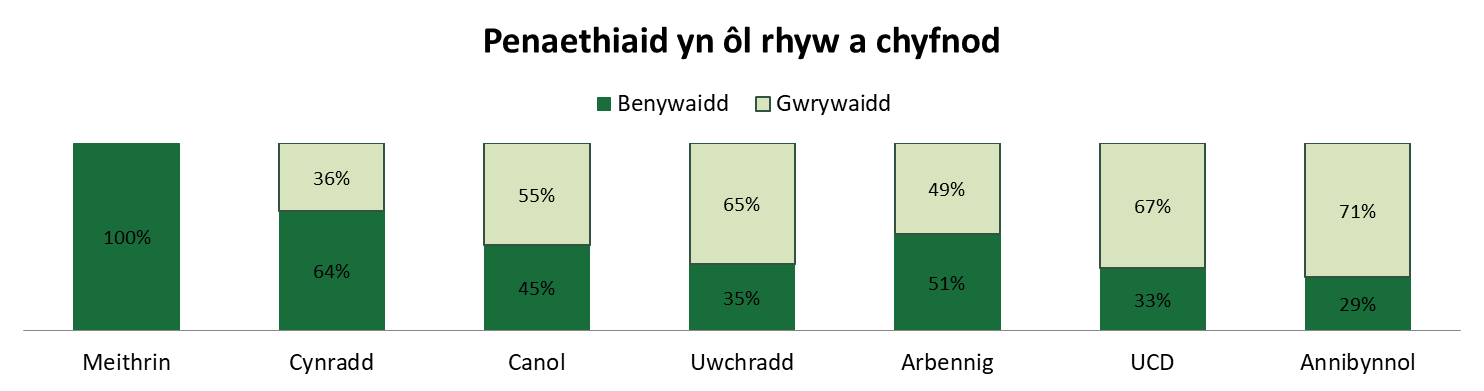 Penaethiaid yn ôl rhyw a chyfnod
Benywaidd Gwrywaidd
36% 55% 65% 49% 67% 71%
100% 64% 45% 35% 51% 33% 29%
Meithrin Cynradd Canol Uwchradd Arbennig UCD Annibynnol